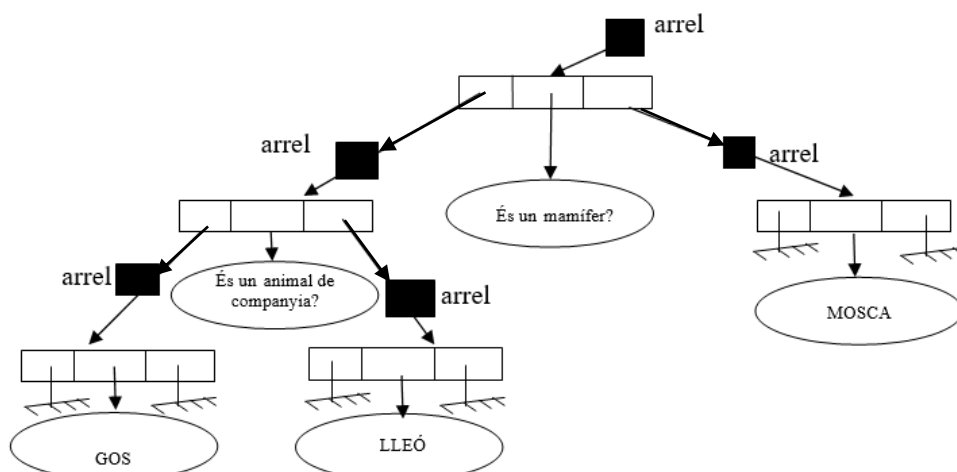 arrel
arrel
arrel
És un mamífer?
arrel
És un animal de
companyia?
arrel
MOSCA
GOS
LLEÓ